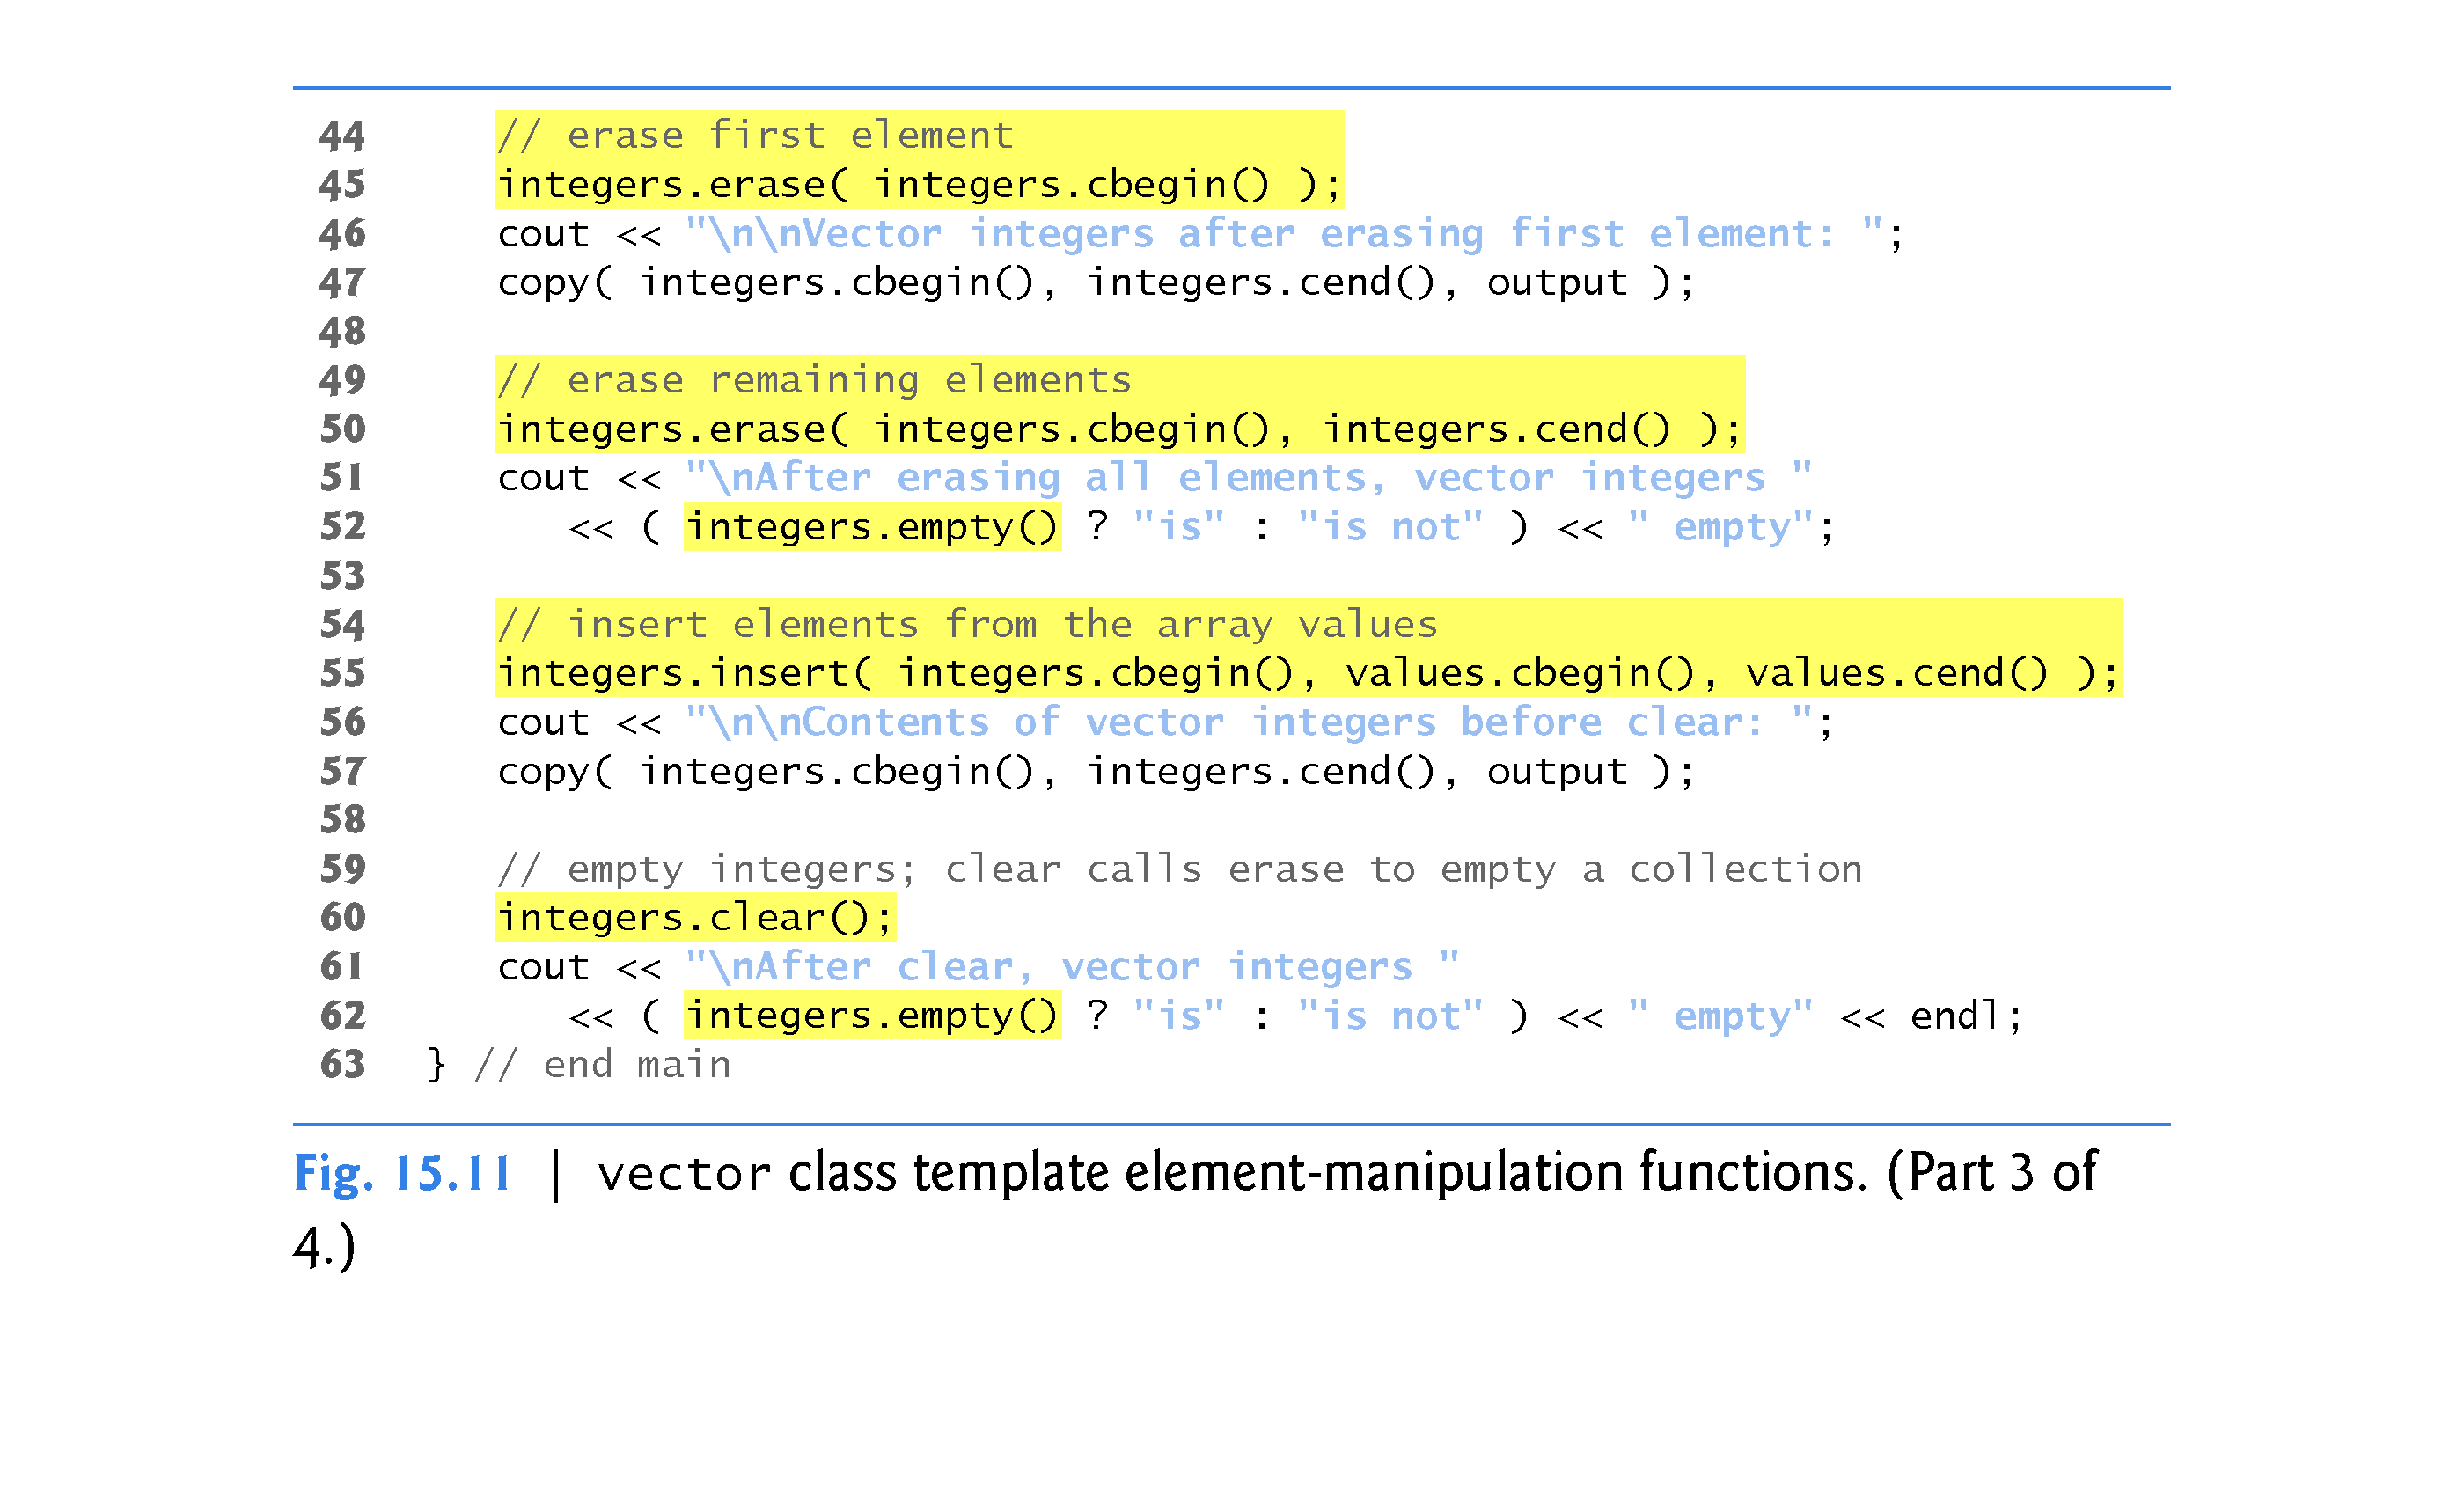 44 // erase first element
45 integers.erase( integers.cbegin() );
46 cout << "\n\nVector integers after erasing first element: ";
47 copy( integers.cbegin(), integers.cend(), output );
48
49 // erase remaining elements
50 integers.erase( integers.cbegin(), integers.cend() );
51 cout << "\nAfter erasing all elements, vector integers "
52 << ( integers.empty() ? "is" : "is not" ) << " empty";
53
54 // insert elements from the array values
55 integers.insert( integers.cbegin(), values.cbegin(), values.cend() );
56 cout << "\n\nContents of vector integers before clear: ";
57 copy( integers.cbegin(), integers.cend(), output );
58
59 // empty integers; clear calls erase to empty a collection
60 integers.clear();
61 cout << "\nAfter clear, vector integers "
62 << ( integers.empty() ? "is" : "is not" ) << " empty" << endl;
63 } // end main
Fig. 15.11 | vector class template element-manipulation functions. (Part 3 of
4.)